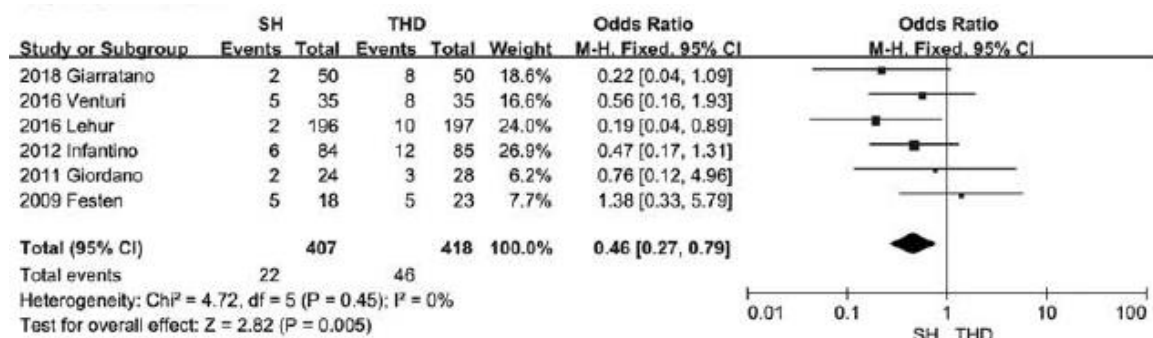 SH THD Odds Ratio Odds Ratio
Study or Subgroup Events Total Events Total Weight M-H. Fixed, 95% CI M-H. Fixed, 95% CI
2018 Giarratano 2 50 8 50 18.6% 0.22 [0.04, 1.09]
2016 Venturi 5 35 8 35 16.6% 0.56 [0.16, 1.93]
2016 Lehur 2 196 10 197 24.0% 0.19 [0.04, 0.89]
2012 Infantino 6 84 12 85 26.9% 0.47 [0.17, 1.31]
2011 Giordano 2 24 3 28 6.2% 0.76 [0.12, 4.96]
2009 Festen 5 18 5 23 7.7% 1.38 [0.33, 5.79]
Total (95% CI) 407 418 100.0% 0.46 [0.27, 0.79]
Total events 22 46
Heterogeneity: Chi² = 4.72, df = 5 (P = 0.45); I² = 0%
Test for overall effect: Z = 2.82 (P = 0.005)
0.01 0.1 1 10 100
SH THD